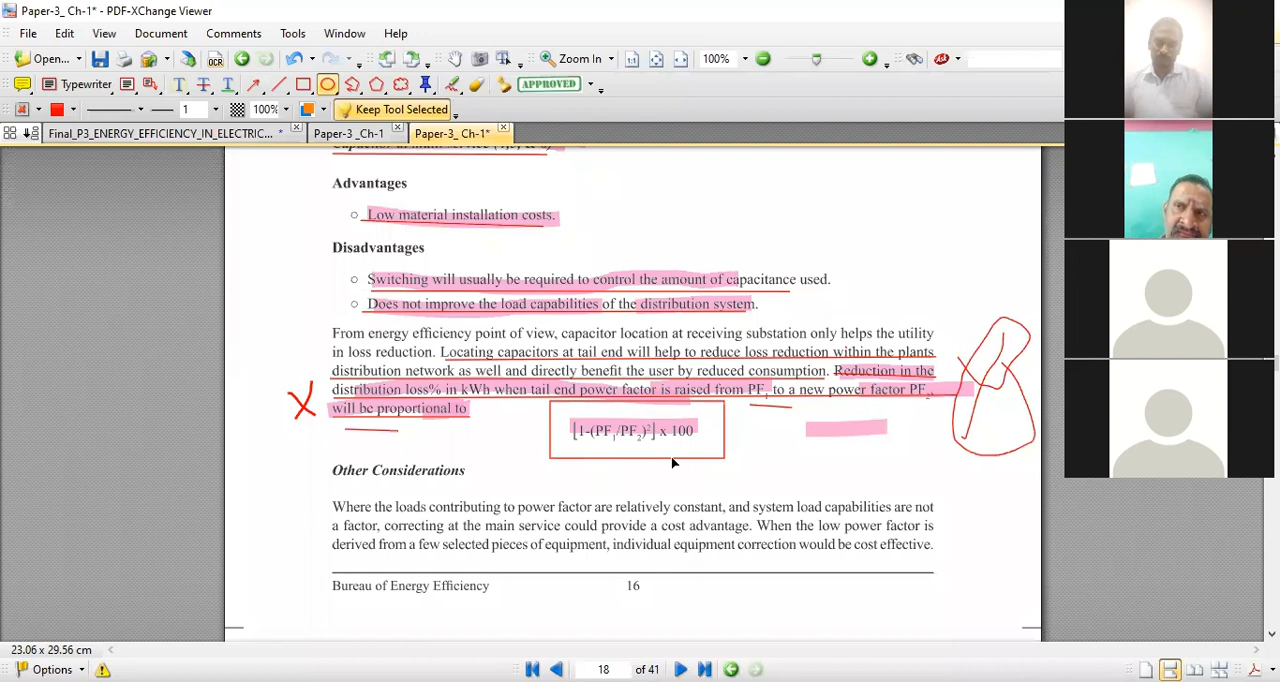 Paper-3_ Ch-1* - PDF-XChange Viewer
File Edit View Document Comments Tools Window Help
Open... OCR Zoom In 100%
Typewriter APPROVED
1 100% Keep Tool Selected
Final_P3_ENERGY_EFFICIENCY_IN_ELECTRIC... * Paper-3 _Ch-1 Paper-3_ Ch-1*
Advantages
Low material installation costs.
Disadvantages
Switching will usually be required to control the amount of capacitance used.
Does not improve the load capabilities of the distribution system.
From energy efficiency point of view, capacitor location at receiving substation only helps the utility
in loss reduction. Locating capacitors at tail end will help to reduce loss reduction within the plants
distribution network as well and directly benefit the user by reduced consumption. Reduction in the
distribution loss% in kWh when tail end power factor is raised from PF1 to a new power factor PF2,
will be proportional to
[1-(PF1/PF2)2] x 100
Other Considerations
Where the loads contributing to power factor are relatively constant, and system load capabilities are not
a factor, correcting at the main service could provide a cost advantage. When the low power factor is
derived from a few selected pieces of equipment, individual equipment correction would be cost effective.
Bureau of Energy Efficiency 16
23.06 x 29.56 cm
Options 18 of 41